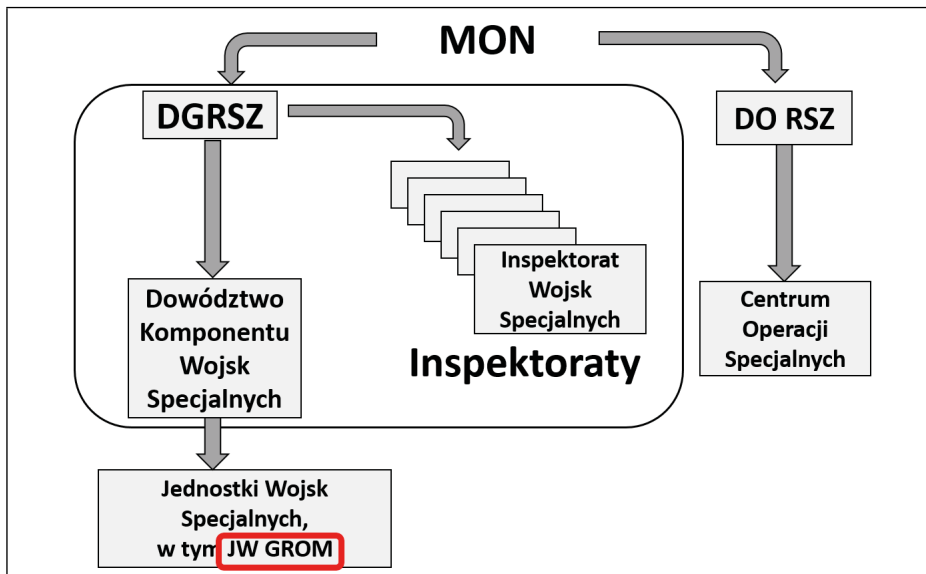 MON
DGRSZ
DO RSZ
Inspektorat
Wojsk
Specjalnych
Inspektoraty
Dowództwo
Komponentu
Wojsk
Specjalnych
Centrum
Operacji
Specjalnych
Jednostki Wojsk
Specjalnych,
w tym JW GROM